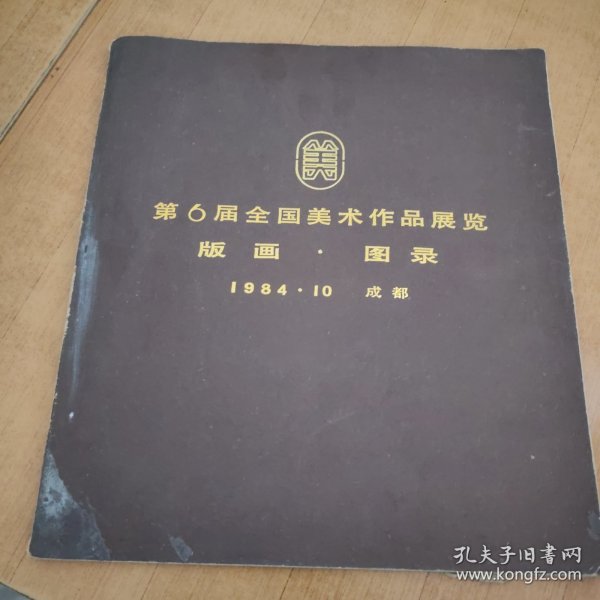 美
第6届全国美术作品展览
版画·图录
1984·10 成都
孔夫子旧书网
www.kongfz.com